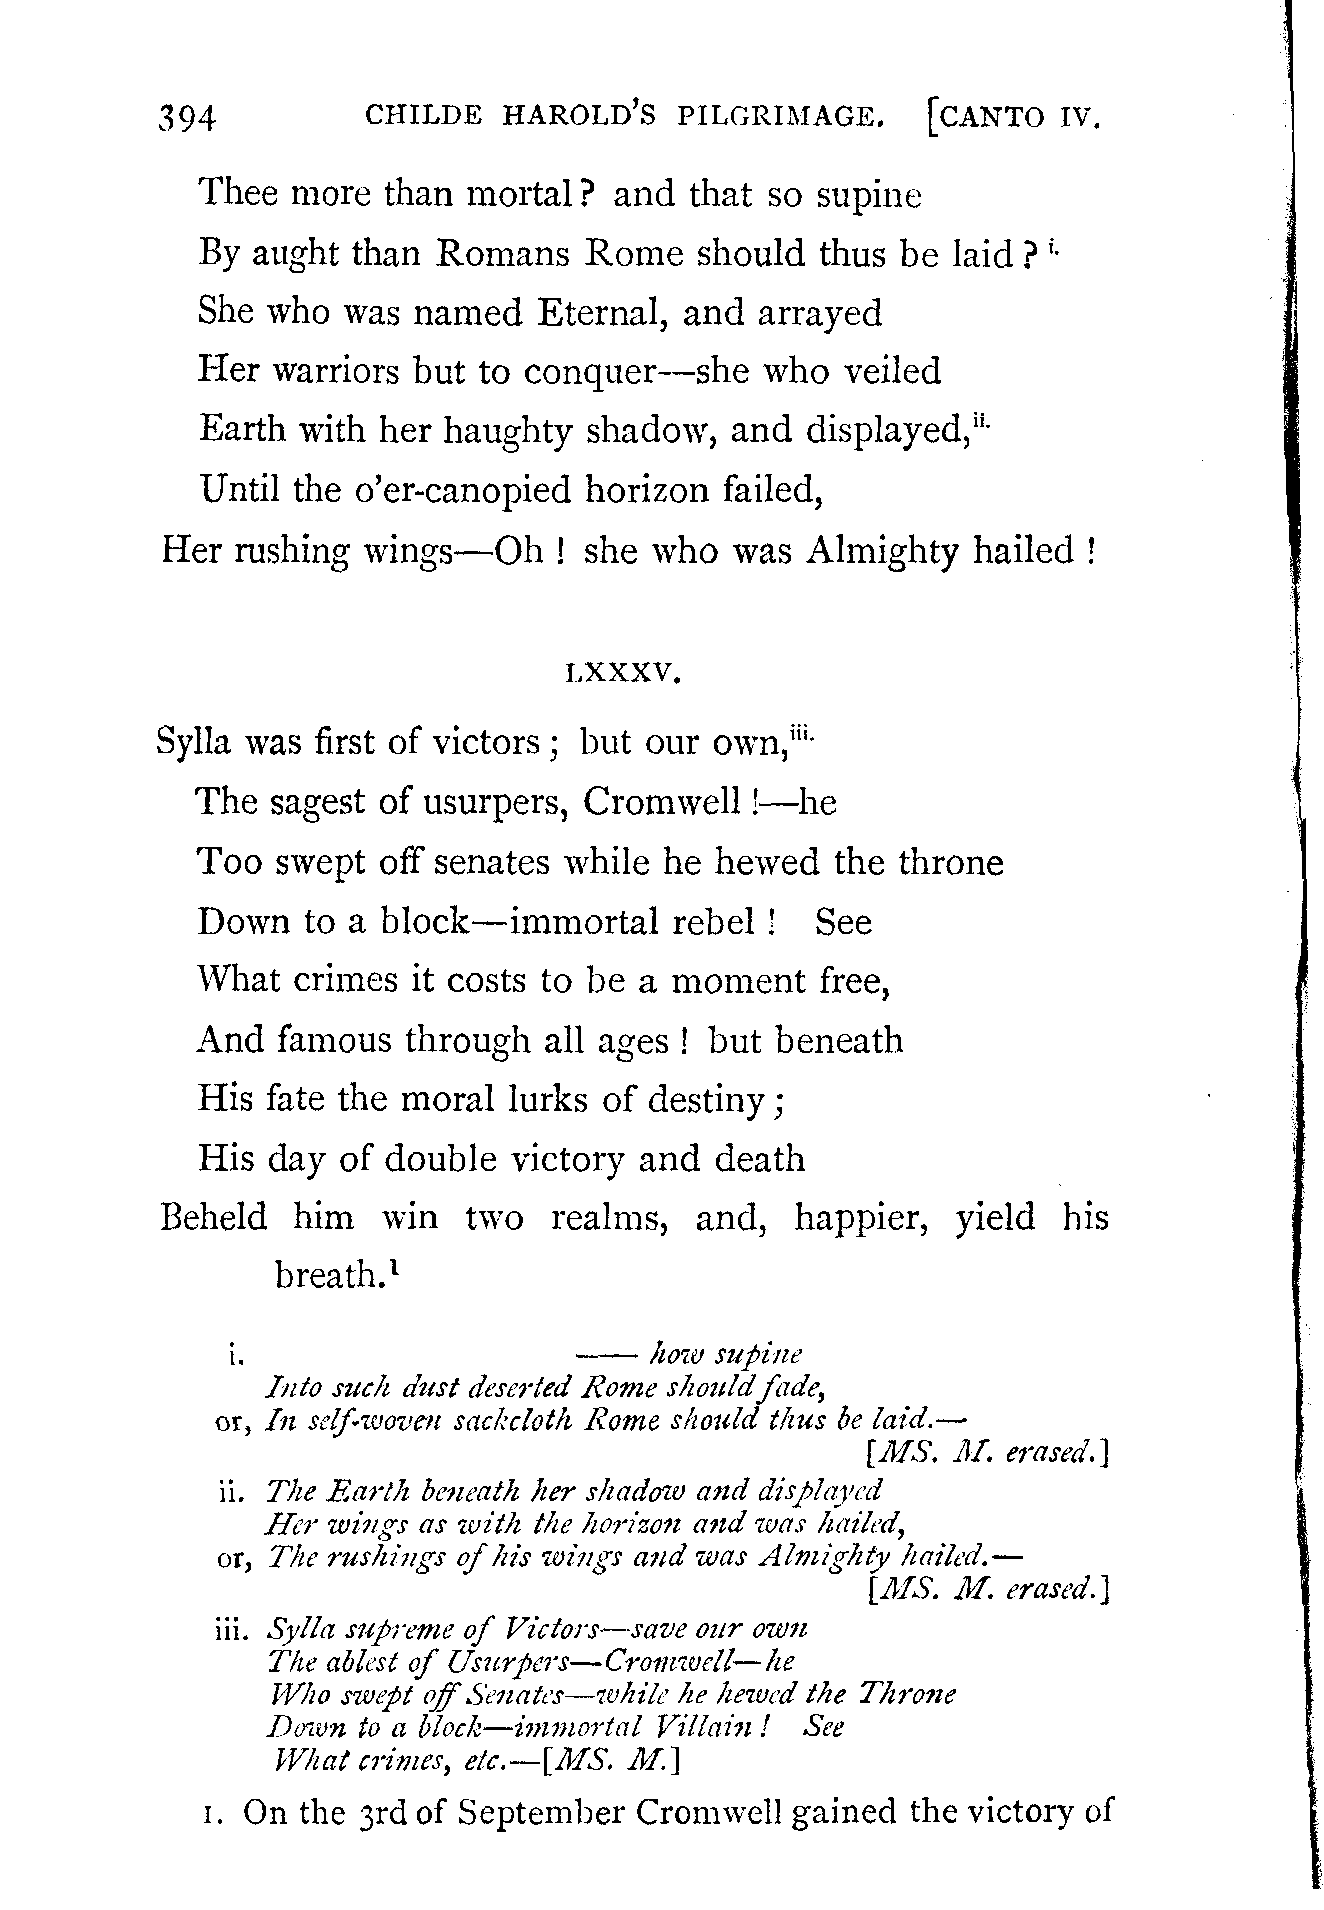 394 CHILDE HAROLD'S PILGRIMAGE. [CANTO IV.
Thee more than mortal? and that so supine
By aught than Romans Rome should thus be laid? i.
She who was named Eternal, and arrayed
Her warriors but to conquer—she who veiled
Earth with her haughty shadow, and displayed,ii.
Until the o'er-canopied horizon failed,
Her rushing wings—Oh! she who was Almighty hailed!
LXXXV.
Sylla was first of victors; but our own,iii.
The sagest of usurpers, Cromwell!—he
Too swept off senates while he hewed the throne
Down to a block—immortal rebel! See
What crimes it costs to be a moment free,
And famous through all ages! but beneath
His fate the moral lurks of destiny;
His day of double victory and death
Beheld him win two realms, and, happier, yield his
breath.1
i. —— how supine
Into such dust deserted Rome should fade,
or, In self-woven sackcloth Rome should thus be laid.—
[MS. M. erased.]
ii. The Earth beneath her shadow and displayed
Her wings as with the horizon and was hailed,
or, The rushings of his wings and was Almighty hailed.—
[MS. M. erased.]
iii. Sylla supreme of Victors—save our own
The ablest of Usurpers—Cromwell—he
Who swept off Senates—while he hewed the Throne
Down to a block—immortal Villain! See
What crimes, etc.—[MS. M.]
1. On the 3rd of September Cromwell gained the victory of